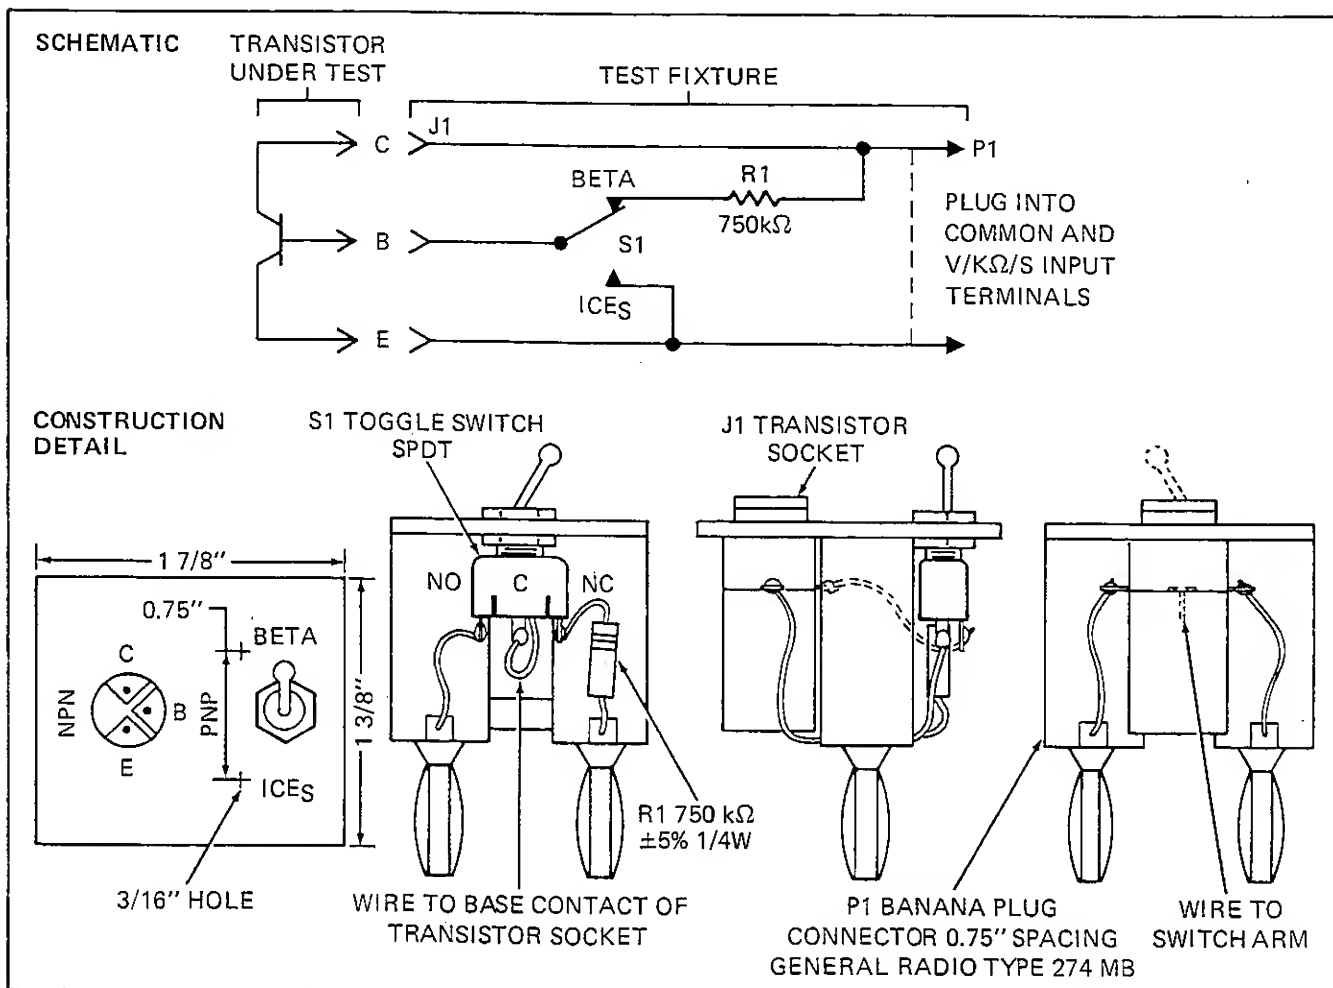 SCHEMATIC
TRANSISTOR
UNDER TEST
TEST FIXTURE
C
J1
P1
BETA
R1
750kΩ
B
S1
ICES
E
PLUG INTO
COMMON AND
V/KΩ/S INPUT
TERMINALS
CONSTRUCTION
DETAIL
S1 TOGGLE SWITCH
SPDT
J1 TRANSISTOR
SOCKET
1 7/8"
0.75"
BETA
C
NPN
B
PNP
E
ICES
1 3/8"
3/16" HOLE
NO
C
NC
R1 750 kΩ
±5% 1/4W
WIRE TO BASE CONTACT OF
TRANSISTOR SOCKET
P1 BANANA PLUG
CONNECTOR 0.75" SPACING
GENERAL RADIO TYPE 274 MB
WIRE TO
SWITCH ARM